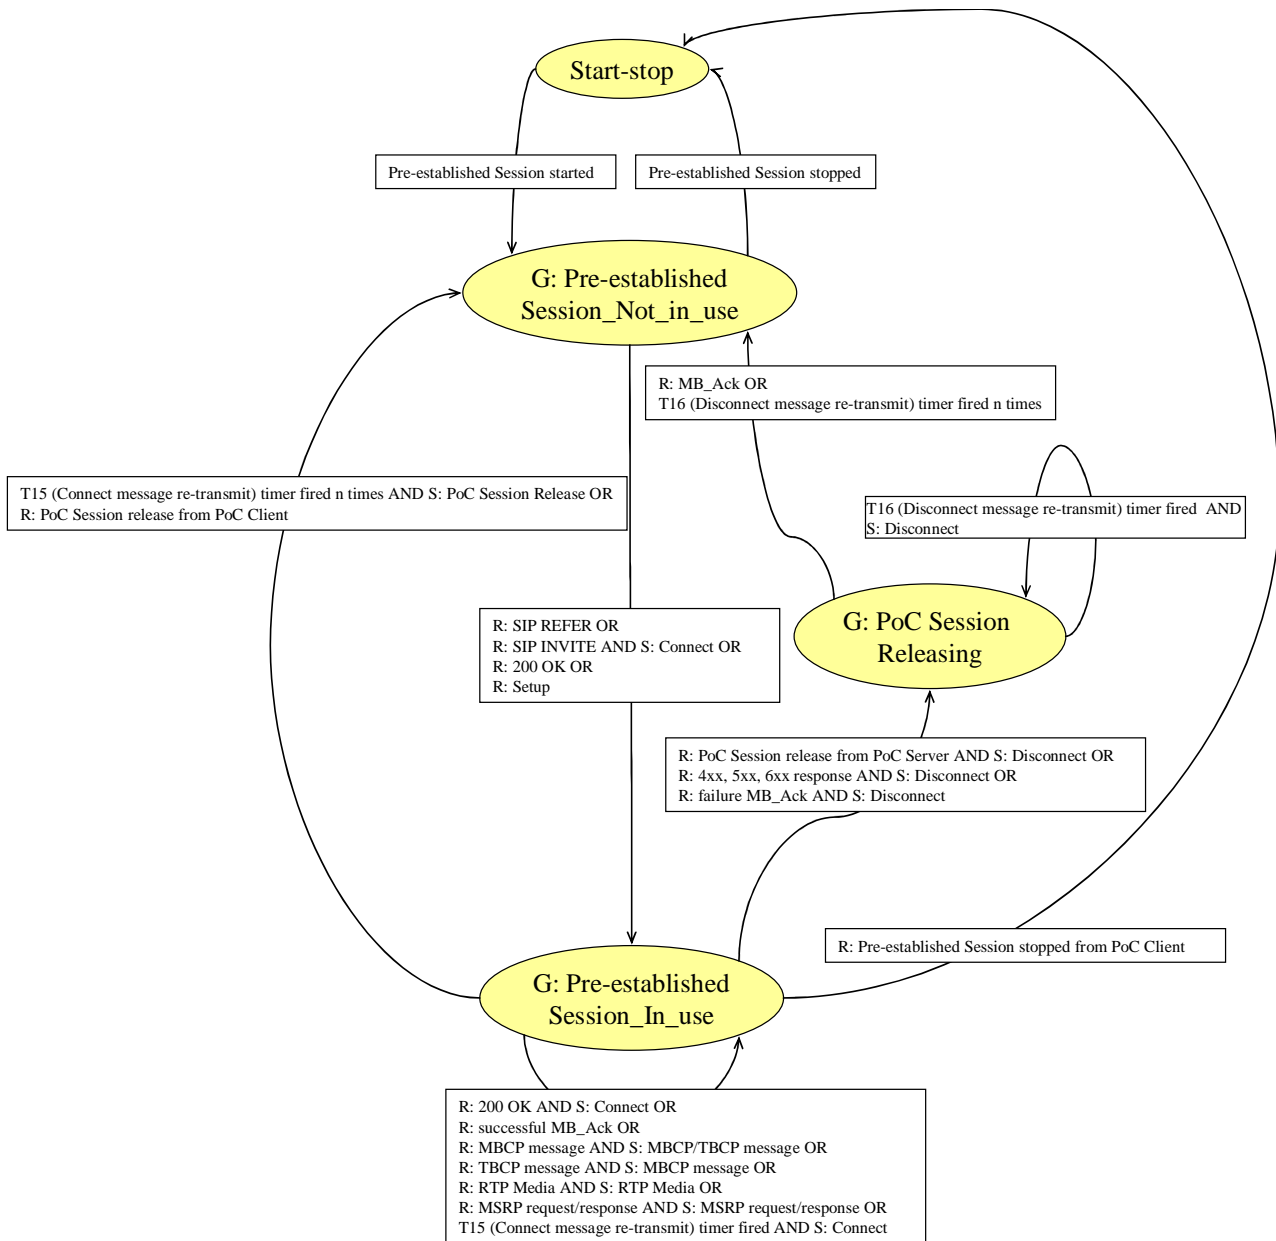 Start-stop
Pre-established Session started
Pre-established Session stopped
G: Pre-established
Session_Not_in_use
R: MB_Ack OR
T16 (Disconnect message re-transmit) timer fired n times
T15 (Connect message re-transmit) timer fired n times AND S: PoC Session Release OR
R: PoC Session release from PoC Client
T16 (Disconnect message re-transmit) timer fired AND
S: Disconnect
R: SIP REFER OR
R: SIP INVITE AND S: Connect OR
R: 200 OK OR
R: Setup
G: PoC Session
Releasing
R: PoC Session release from PoC Server AND S: Disconnect OR
R: 4xx, 5xx, 6xx response AND S: Disconnect OR
R: failure MB_Ack AND S: Disconnect
R: Pre-established Session stopped from PoC Client
G: Pre-established
Session_In_use
R: 200 OK AND S: Connect OR
R: successful MB_Ack OR
R: MBCP message AND S: MBCP/TBCP message OR
R: TBCP message AND S: MBCP message OR
R: RTP Media AND S: RTP Media OR
R: MSRP request/response AND S: MSRP request/response OR
T15 (Connect message re-transmit) timer fired AND S: Connect